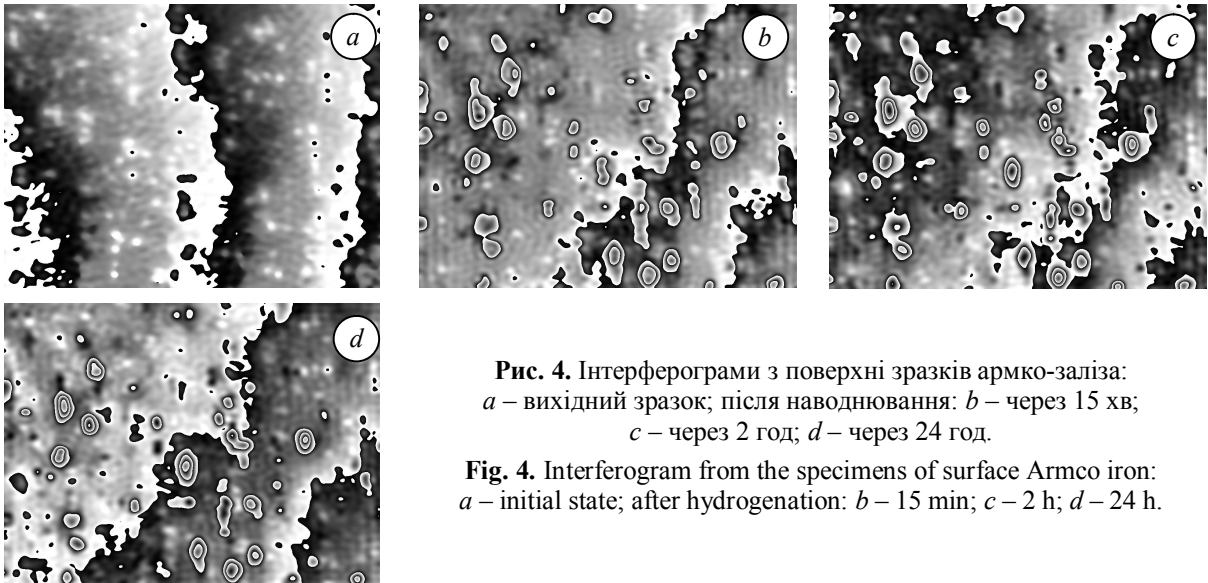 a
b
c
d
Рис. 4. Інтерферограми з поверхні зразків армко-заліза:
a – вихідний зразок; після наводнювання: b – через 15 хв;
c – через 2 год; d – через 24 год.
Fig. 4. Interferogram from the specimens of surface Armco iron:
a – initial state; after hydrogenation: b – 15 min; c – 2 h; d – 24 h.